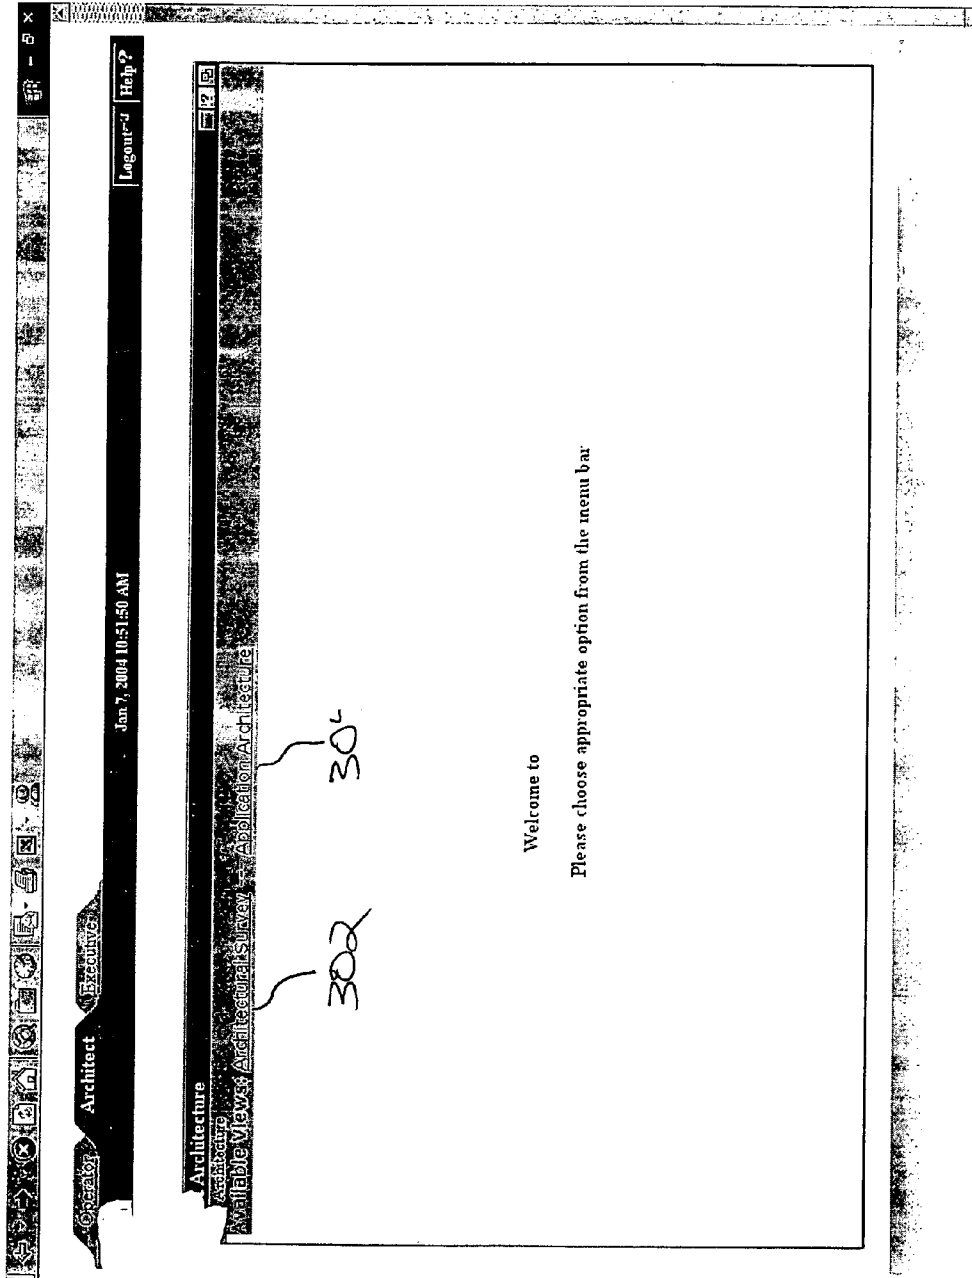 Operator Architect Executive
Jan 7, 2004 10:51:50 AM Logout Help?
Architecture
Architecture
Available Views: Architectural Survey --- Application Architecture
302
Welcome to
Please choose appropriate option from the menu bar